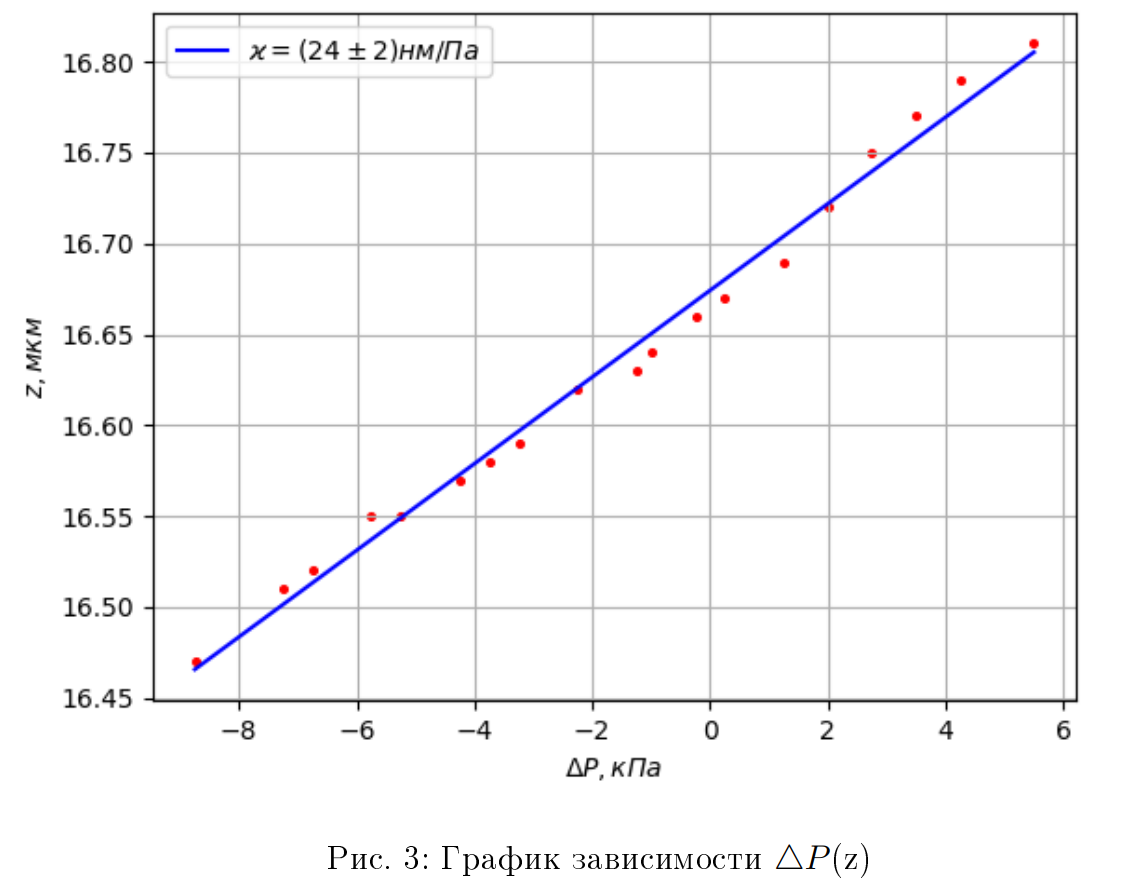 ϰ = (24 ± 2)нм/Па
16.80
16.75
16.70
16.65
16.60
16.55
16.50
16.45
z, мкм
−8 −6 −4 −2 0 2 4 6
ΔP, кПа
Рис. 3: График зависимости △P(z)